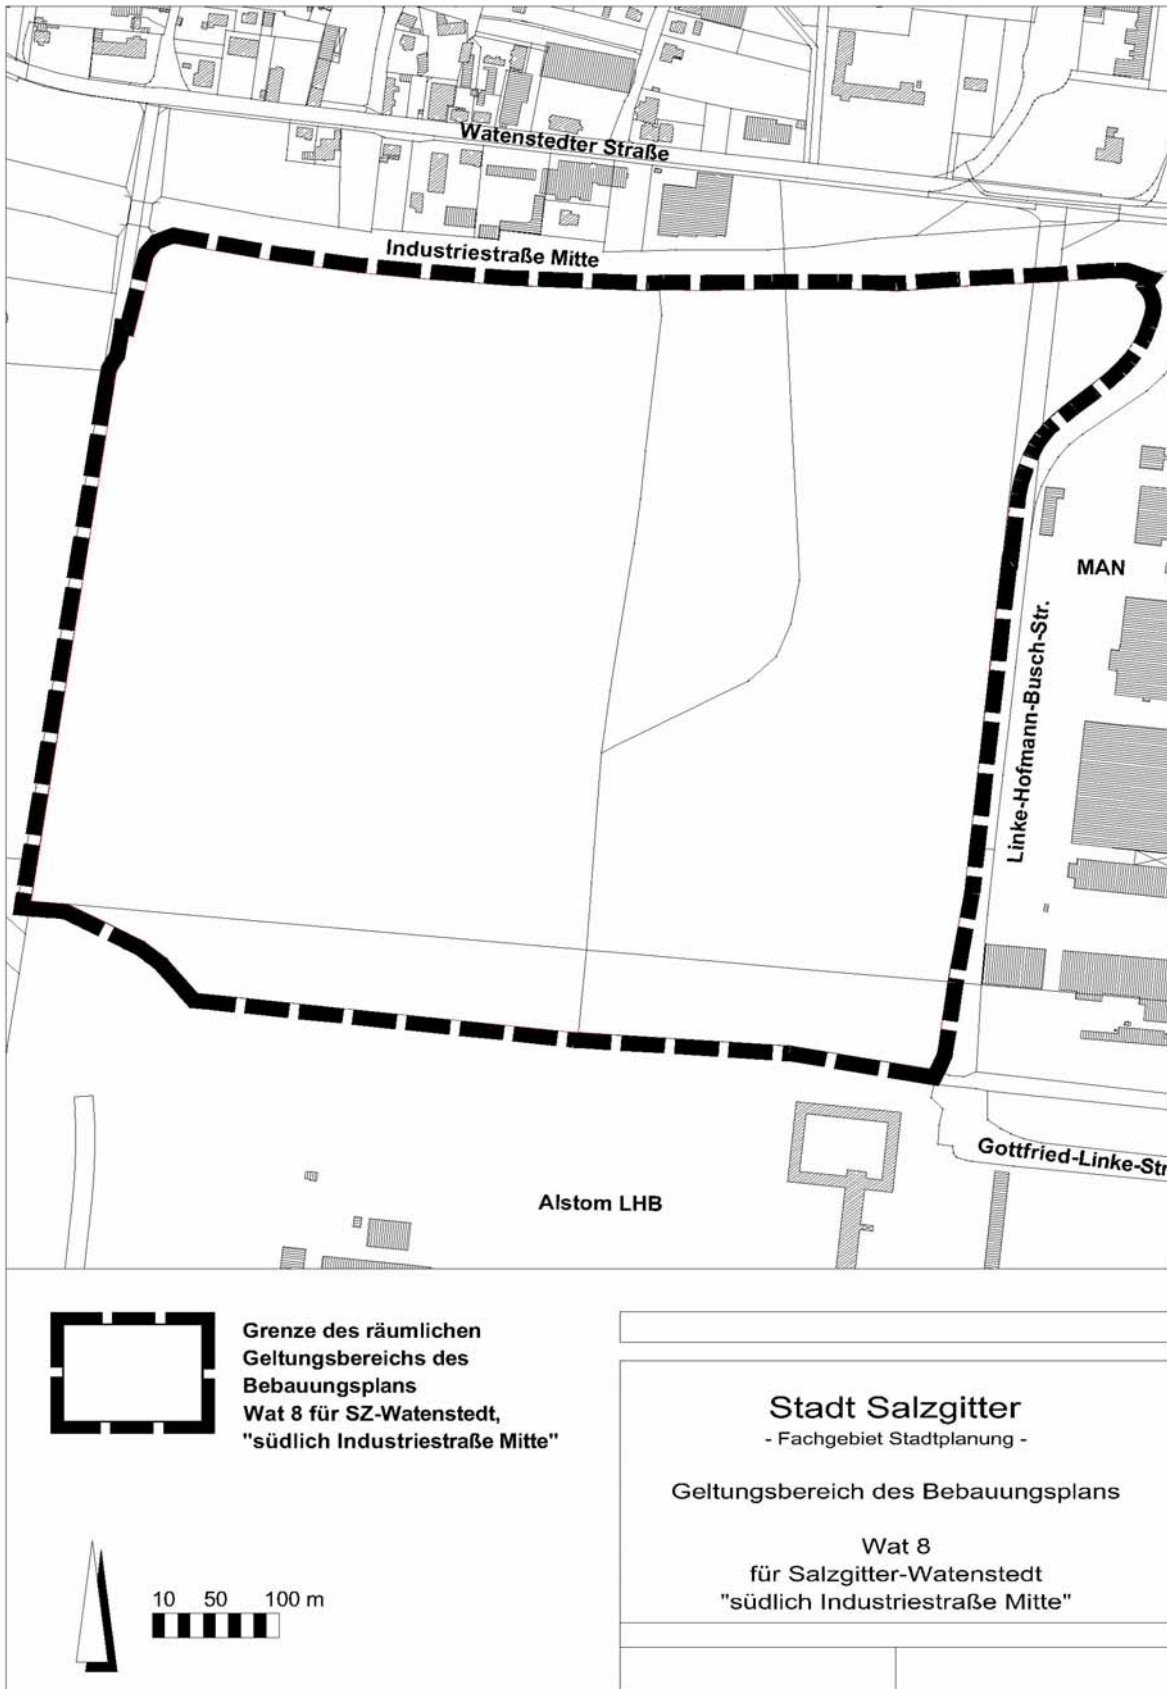 Watenstedter Straße
Industriestraße Mitte
MAN
Linke-Hofmann-Busch-Str.
Gottfried-Linke-Str
Alstom LHB
Grenze des räumlichen
Geltungsbereichs des
Bebauungsplans
Wat 8 für SZ-Watenstedt,
"südlich Industriestraße Mitte"
10 50 100 m
Stadt Salzgitter
- Fachgebiet Stadtplanung -
Geltungsbereich des Bebauungsplans
Wat 8
für Salzgitter-Watenstedt
"südlich Industriestraße Mitte"